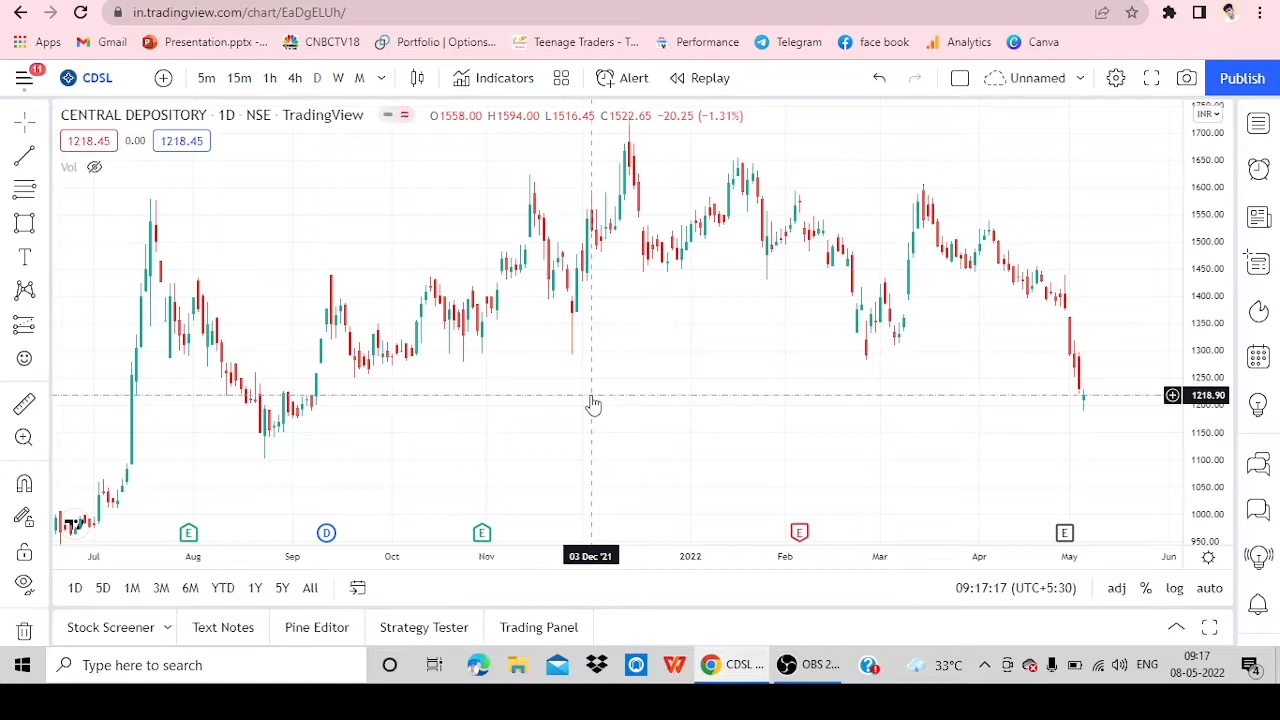 in.tradingview.com/chart/EaDgELUh/
Apps Gmail Presentation.pptx -... CNBCTV18 Portfolio | Options... Teenage Traders - T... Performance Telegram face book Analytics Canva
11 CDSL 5m 15m 1h 4h D W M Indicators Alert Replay Unnamed Publish
CENTRAL DEPOSITORY · 1D · NSE · TradingView O1558.00 H1594.00 L1516.45 C1522.65 −20.25 (−1.31%) INR
1218.45 0.00 1218.45
Vol
1700.00
1650.00
1600.00
1550.00
1500.00
1450.00
1400.00
1350.00
1300.00
1250.00
1218.90
1200.00
1150.00
1100.00
1050.00
1000.00
950.00
E D E E E
Jul Aug Sep Oct Nov 03 Dec '21 2022 Feb Mar Apr May Jun
1D 5D 1M 3M 6M YTD 1Y 5Y All 09:17:17 (UTC+5:30) adj % log auto
Stock Screener Text Notes Pine Editor Strategy Tester Trading Panel
Type here to search CDSL ... OBS 2... 33°C ENG 09:17
08-05-2022 4